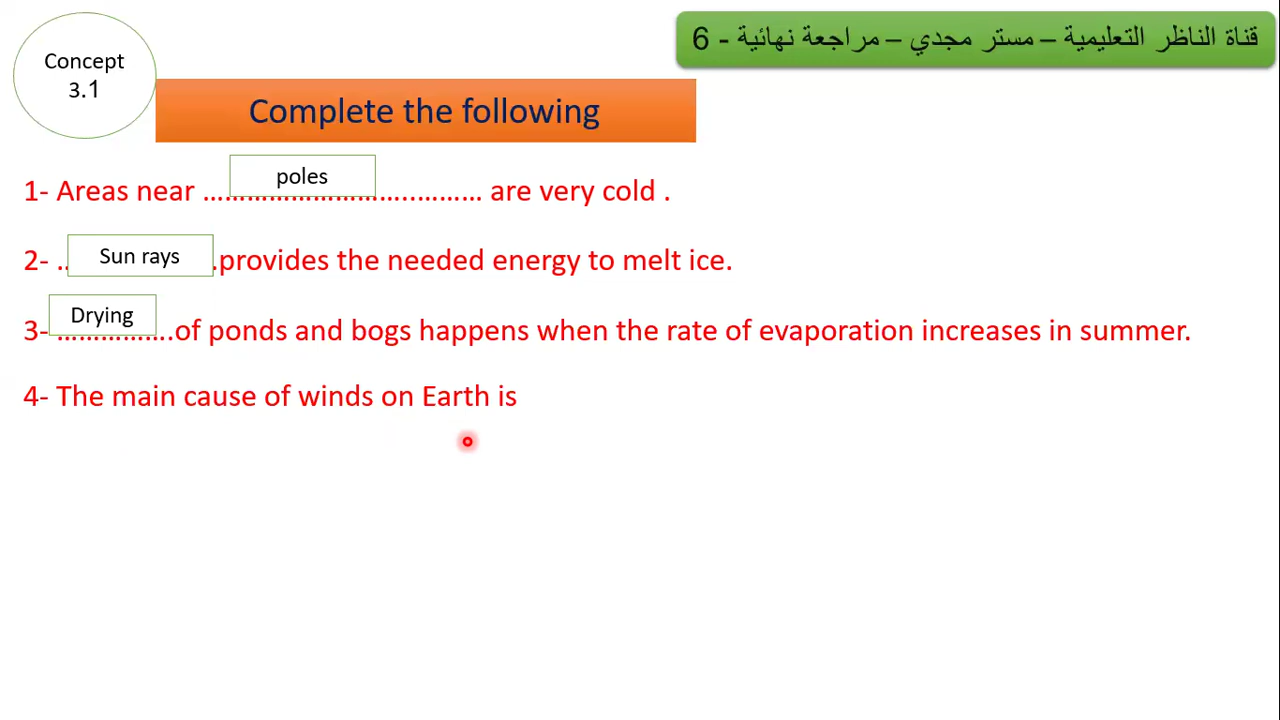 قناة الناظر التعليمية – مستر مجدي – مراجعة نهائية - 6
Concept
3.1
Complete the following
1- Areas near ……………poles……………..……… are very cold .
2- ..Sun rays.provides the needed energy to melt ice.
3- Drying…………….of ponds and bogs happens when the rate of evaporation increases in summer.
4- The main cause of winds on Earth is